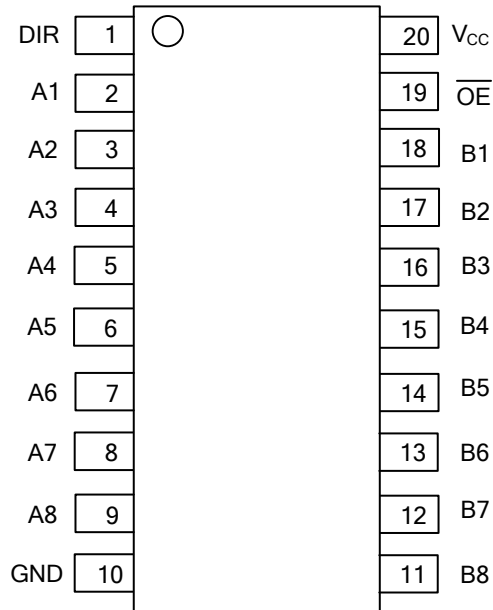 DIR 1 20 VCC
A1 2 19 OE
A2 3 18 B1
A3 4 17 B2
A4 5 16 B3
A5 6 15 B4
A6 7 14 B5
A7 8 13 B6
A8 9 12 B7
GND 10 11 B8